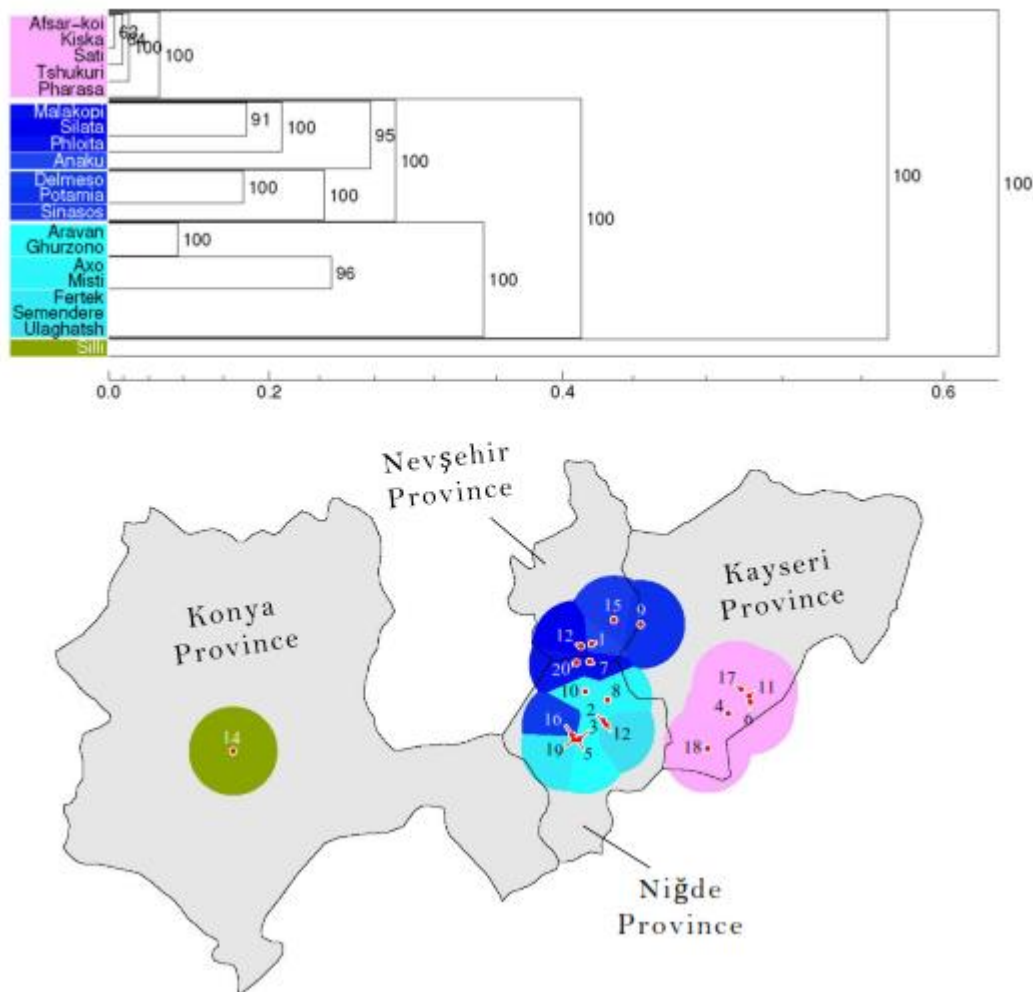 Afsar-koi
Kiska
Sati
Tshukuri
Pharasa
Malakopi
Silata
Phloita
Anaku
Delmeso
Potamia
Sinasos
Aravan
Ghurzono
Axo
Misti
Fertek
Semendere
Ulaghatsh
Silli
100
100
91
100
95
100
100
100
100
96
100
100
100
100
0.0 0.2 0.4 0.6
Nevşehir
Province
Kayseri
Province
Konya
Province
15 9
12 1
20 7
10 8
17 11
4
2
16 3
19 5 12
14
18
Niğde
Province